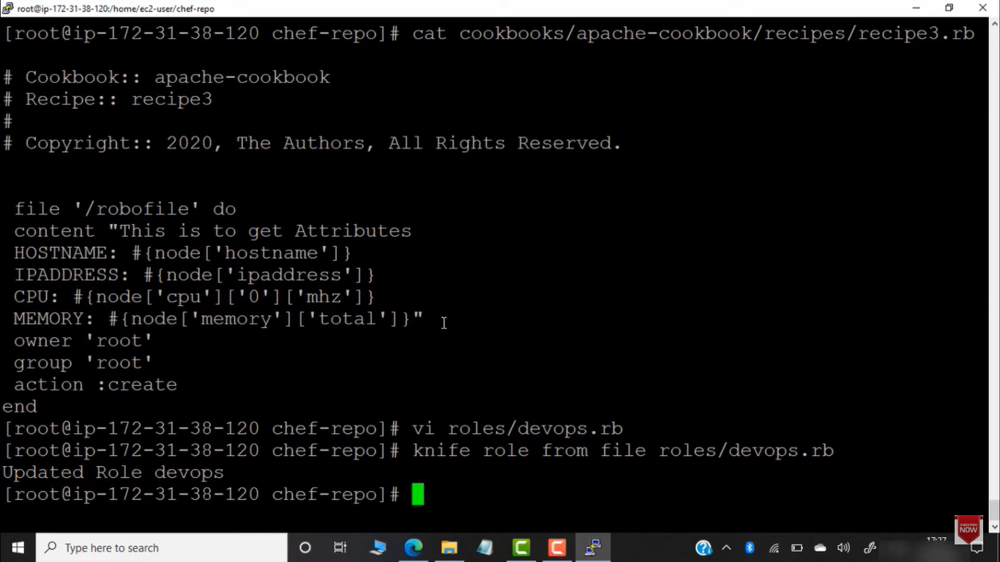 root@ip-172-31-38-120:/home/ec2-user/chef-repo
[root@ip-172-31-38-120 chef-repo]# cat cookbooks/apache-cookbook/recipes/recipe3.rb
# Cookbook:: apache-cookbook
# Recipe:: recipe3
#
# Copyright:: 2020, The Authors, All Rights Reserved.
file '/robofile' do
content "This is to get Attributes
HOSTNAME: #{node['hostname']}
IPADDRESS: #{node['ipaddress']}
CPU: #{node['cpu']['0']['mhz']}
MEMORY: #{node['memory']['total']}"
owner 'root'
group 'root'
action :create
end
[root@ip-172-31-38-120 chef-repo]# vi roles/devops.rb
[root@ip-172-31-38-120 chef-repo]# knife role from file roles/devops.rb
Updated Role devops
[root@ip-172-31-38-120 chef-repo]#
SUBSCRIBE
NOW
Type here to search
17:27